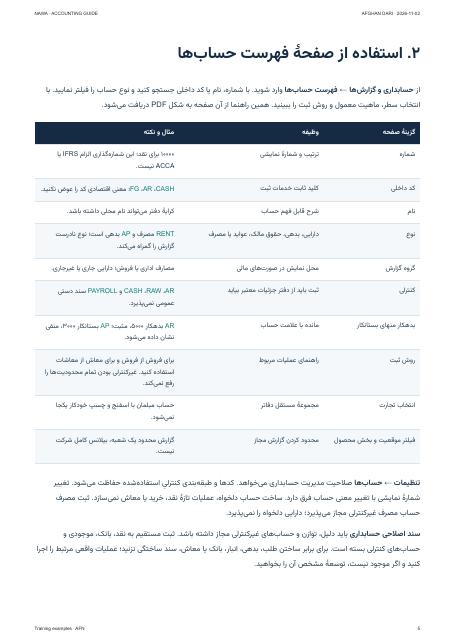 NAWA · ACCOUNTING GUIDE
AFGHAN DARI · 2026-11-02
۲. استفاده از صفحهٔ فهرست حساب‌ها
از حسابداری و گزارش‌ها ← فهرست حساب‌ها وارد شوید. با شماره، نام یا کد داخلی جستجو کنید و نوع حساب را فیلتر نمایید. با
انتخاب سطر، ماهیت معمول و روش ثبت را ببینید. همین راهنما از آن صفحه به شکل PDF دریافت می‌شود.
گزینهٔ صفحه وظیفه مثال و نکته
شماره ترتیب و شمارهٔ نمایشی ۱۰۰۰۰ برای نقد؛ این شماره‌گذاری الزام IFRS یا
ACCA نیست.
کد داخلی کلید ثابت خدمات ثبت CASH، AR، FG؛ معنی اقتصادی کد را عوض نکنید.
نام شرح قابل فهم حساب کرایهٔ دفتر می‌تواند نام محلی داشته باشد.
نوع دارایی، بدهی، حقوق مالک، عواید یا مصرف RENT مصرف و AP بدهی است؛ نوع نادرست
گزارش را گمراه می‌کند.
گروه گزارش محل نمایش در صورت‌های مالی مصارف اداری یا فروش؛ دارایی جاری یا غیرجاری.
کنترلی ثبت باید از دفتر جزئیات معتبر بیاید CASH ،RAW ،AR و PAYROLL سند دستی
عمومی نمی‌پذیرد.
بدهکار منهای بستانکار مانده با علامت حساب AR بدهکار ۵۰۰۰، مثبت؛ AP بستانکار ۳۰۰۰، منفی
نشان داده می‌شود.
روش ثبت راهنمای عملیات مربوط برای فروش از فروش و برای معاش از معاشات
استفاده کنید. غیرکنترلی بودن تمام محدودیت‌ها را
رفع نمی‌کند.
انتخاب تجارت مجموعهٔ مستقل دفاتر حساب مبلمان با اسفنج و چسپ خودکار یکجا
نمی‌شود.
فیلتر موقعیت و بخش محصول محدود کردن گزارش مجاز گزارش محدود یک شعبه، بیلانس کامل شرکت
نیست.
تنظیمات ← حساب‌ها صلاحیت مدیریت حسابداری می‌خواهد. کدها و طبقه‌بندی کنترلیِ استفاده‌شده حفاظت می‌شود. تغییر
شمارهٔ نمایشی با تغییر معنی حساب فرق دارد. ساخت حساب دلخواه، عملیات تازهٔ نقد، خرید یا معاش نمی‌سازد. ثبت مصرف
حساب مصرف غیرکنترلی مجاز می‌پذیرد؛ دارایی دلخواه را نمی‌پذیرد.
سند اصلاحی حسابداری باید دلیل، توازن و حساب‌های غیرکنترلی مجاز داشته باشد. ثبت مستقیم به نقد، بانک، موجودی و
حساب‌های کنترلی بسته است. برای برابر ساختن طلب، بدهی، انبار، بانک یا معاش، سند ساختگی نزنید؛ عملیات واقعی مرتبط را اجرا
کنید و اگر موجود نیست، توسعهٔ مشخص آن را بخواهید.
Training examples · AFN
5